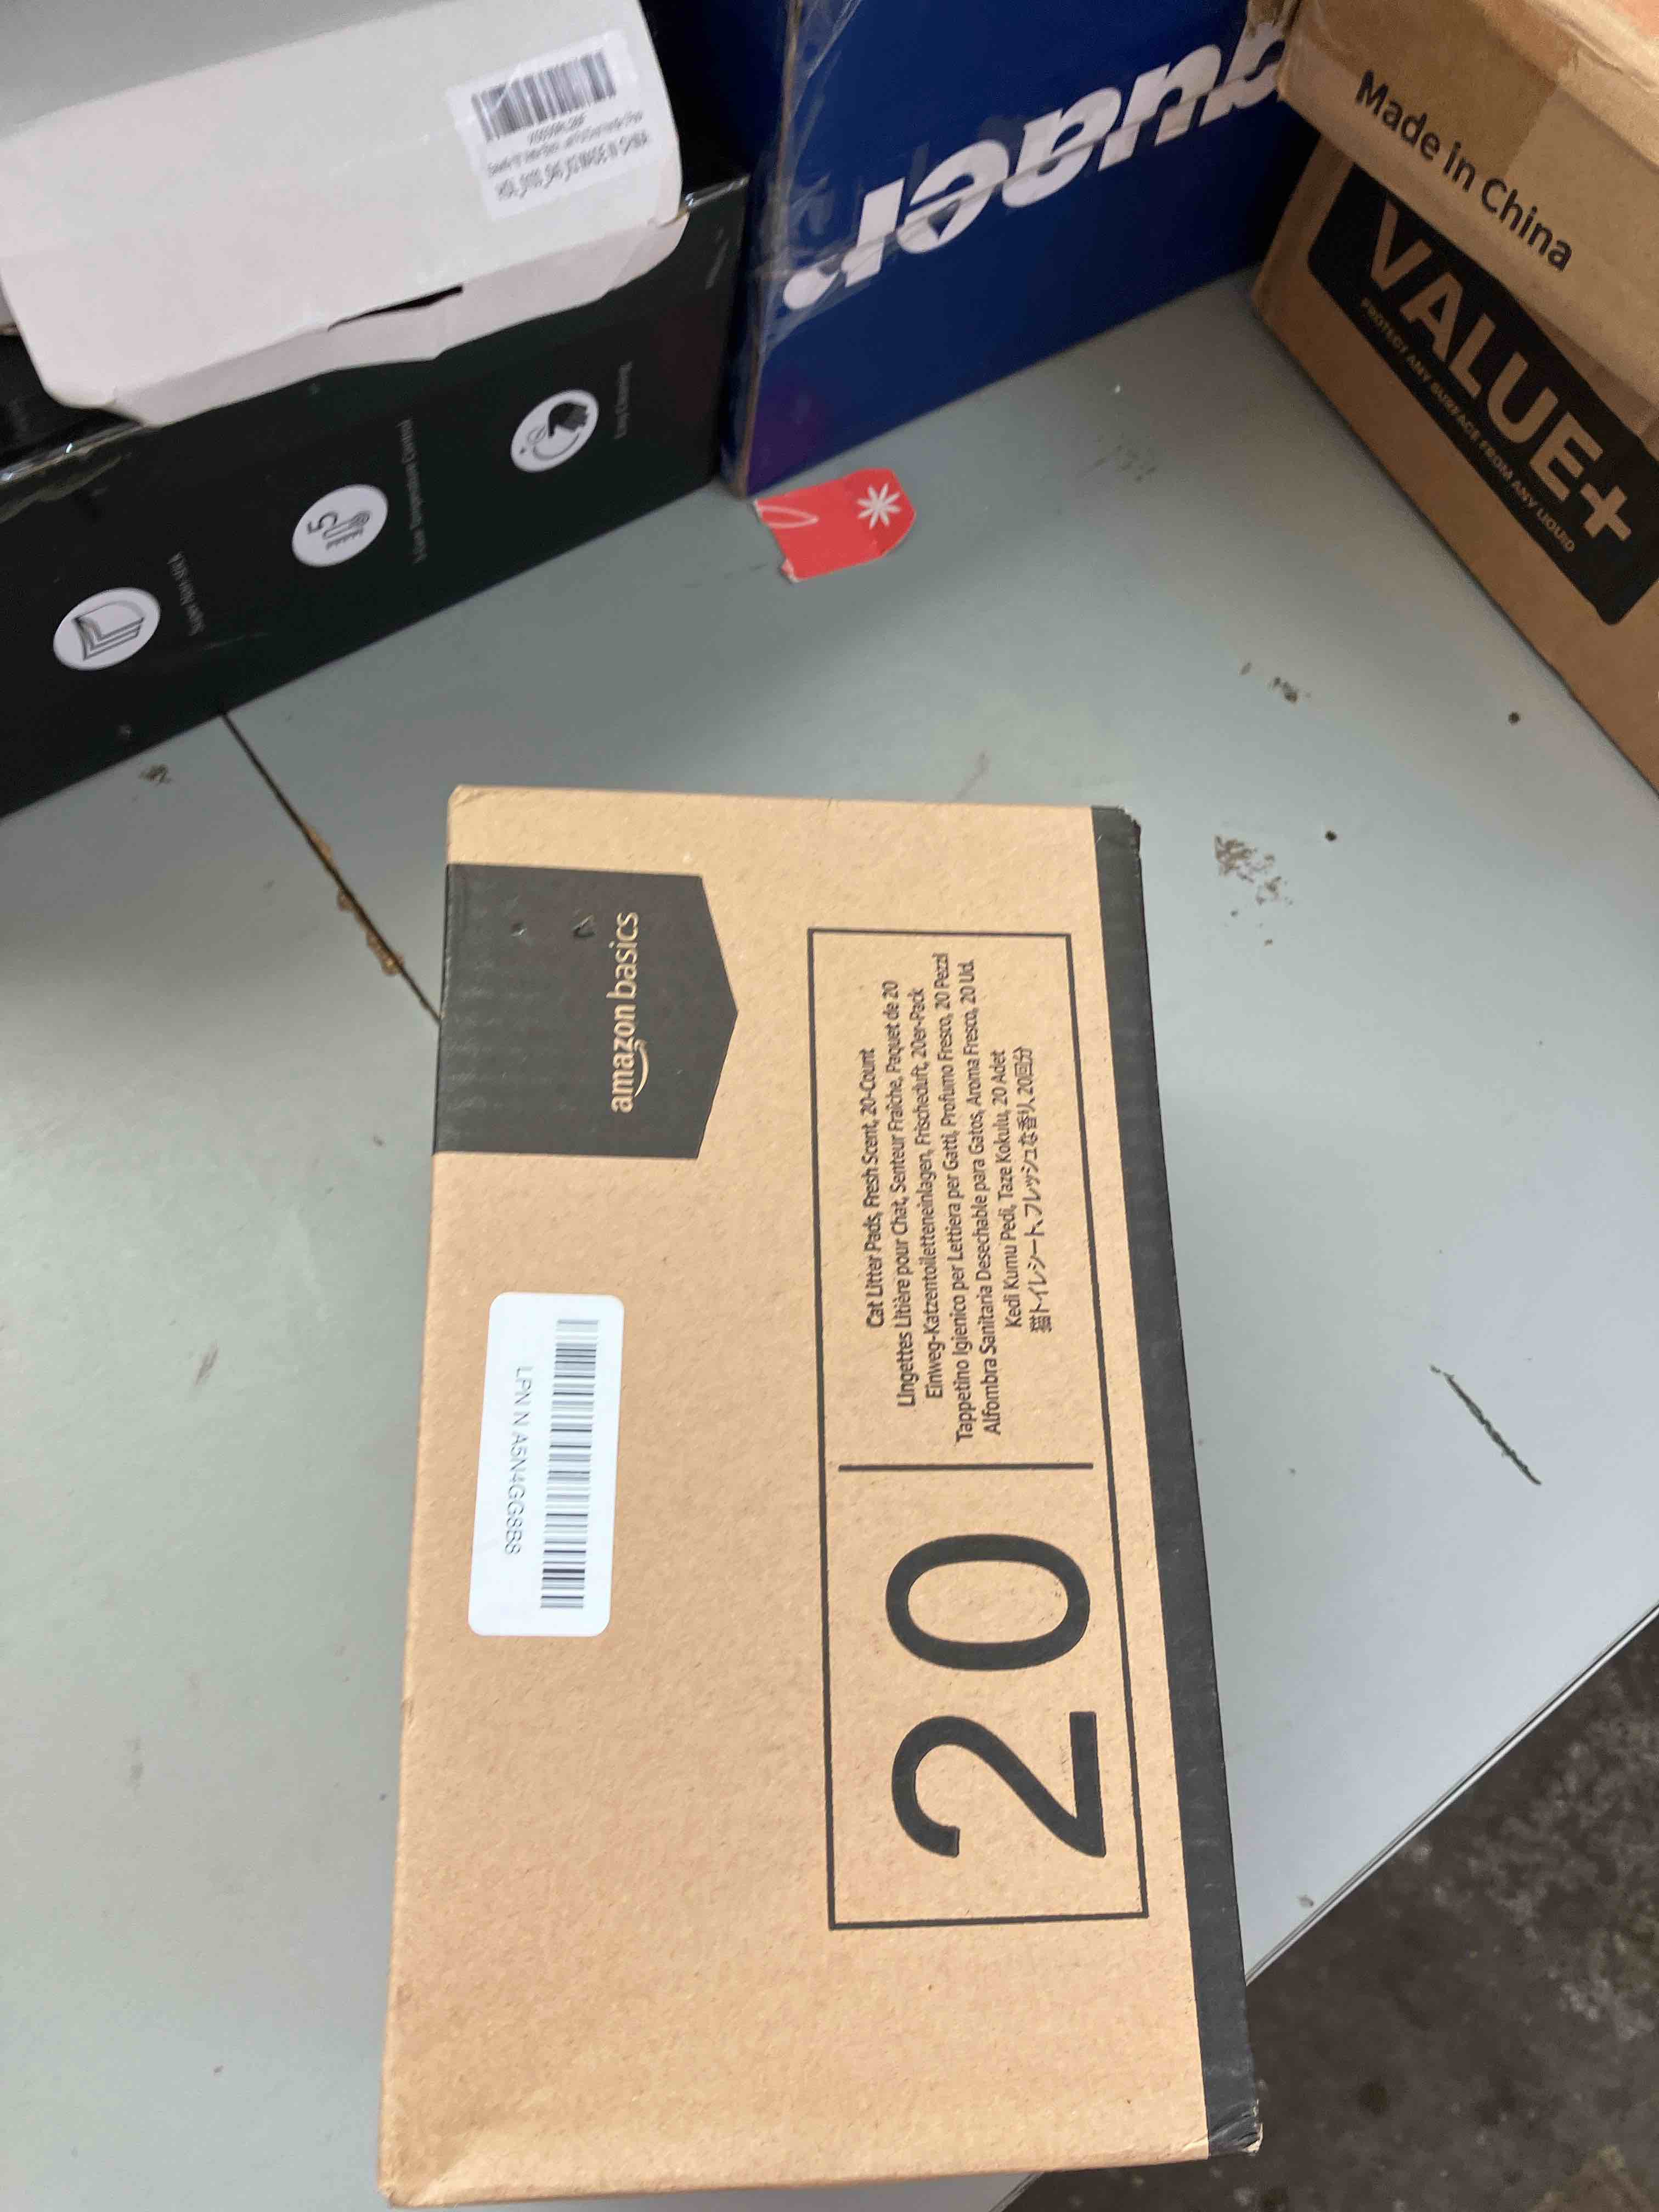 amazon basics
LPN N A5N4GG8B8
20
Cat Litter Pads, Fresh Scent, 20-Count
Lingettes Litière pour Chat, Senteur Fraîche, Paquet de 20
Einweg-Katzentoiletteneinlagen, Frischeduft, 20er-Pack
Tappetino Igienico per Lettiera per Gatti, Profumo Fresco, 20 Pezzi
Alfombra Sanitaria Desechable para Gatos, Aroma Fresco, 20 Ud.
Kedi Kumu Pedi, Taze Kokulu, 20 Adet
猫トイレシート、フレッシュな香り、20回分
Made in China
VALUE+
PROTECT ANY SURFACE FROM ANY LIQUID